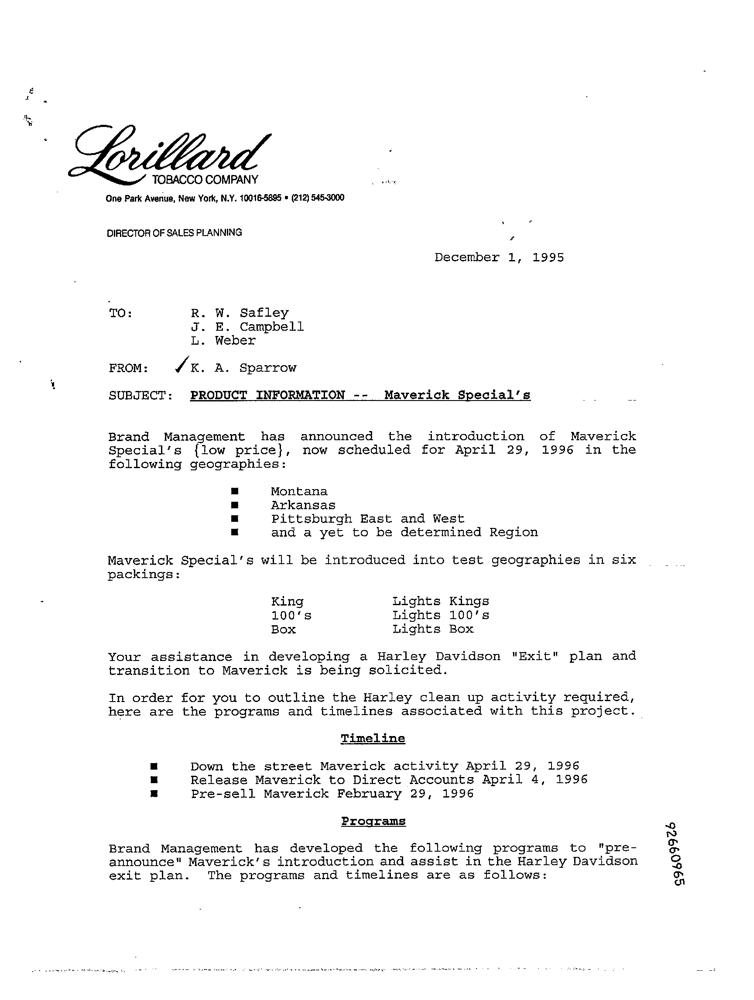 Lorillard
TOBACCO COMPANY
One Park Avenue, New York, N.Y. 10016-5895 • (212) 545-3000
DIRECTOR OF SALES PLANNING
December 1, 1995
TO: R. W. Safley
J. E. Campbell
L. Weber
FROM: ✓K. A. Sparrow
SUBJECT: PRODUCT INFORMATION -- Maverick Special's
Brand Management has announced the introduction of Maverick
Special's {low price}, now scheduled for April 29, 1996 in the
following geographies:
■ Montana
■ Arkansas
■ Pittsburgh East and West
■ and a yet to be determined Region
Maverick Special's will be introduced into test geographies in six
packings:
King Lights Kings
100's Lights 100's
Box Lights Box
Your assistance in developing a Harley Davidson "Exit" plan and
transition to Maverick is being solicited.
In order for you to outline the Harley clean up activity required,
here are the programs and timelines associated with this project.
Timeline
■ Down the street Maverick activity April 29, 1996
■ Release Maverick to Direct Accounts April 4, 1996
■ Pre-sell Maverick February 29, 1996
Programs
Brand Management has developed the following programs to "pre-
announce" Maverick's introduction and assist in the Harley Davidson
exit plan. The programs and timelines are as follows:
92660965